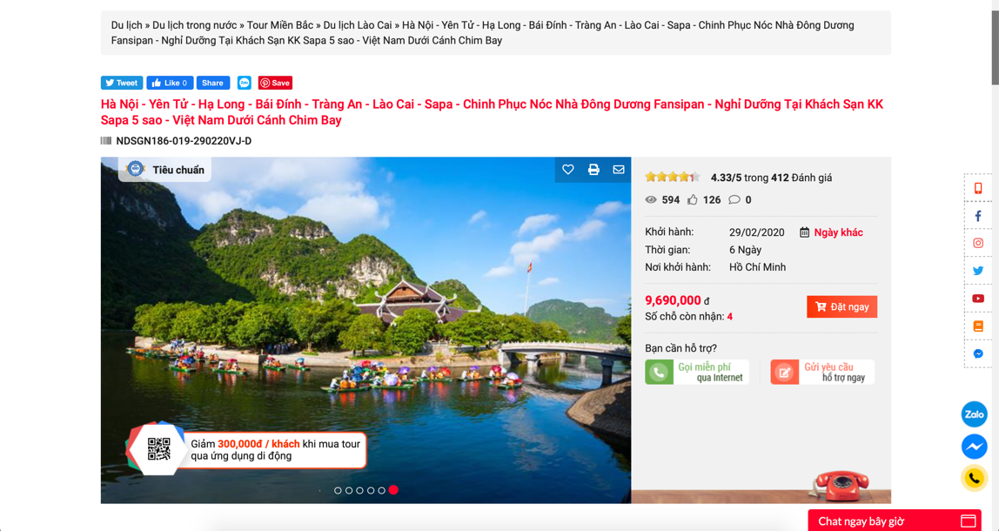 Du lịch » Du lịch trong nước » Tour Miền Bắc » Du lịch Lào Cai » Hà Nội - Yên Tử - Hạ Long - Bái Đính - Tràng An - Lào Cai - Sapa - Chinh Phục Nóc Nhà Đông Dương
Fansipan - Nghỉ Dưỡng Tại Khách Sạn KK Sapa 5 sao - Việt Nam Dưới Cánh Chim Bay
Tweet Like 0 Share Zalo Save
Hà Nội - Yên Tử - Hạ Long - Bái Đính - Tràng An - Lào Cai - Sapa - Chinh Phục Nóc Nhà Đông Dương Fansipan - Nghỉ Dưỡng Tại Khách Sạn KK
Sapa 5 sao - Việt Nam Dưới Cánh Chim Bay
NDSGN186-019-290220VJ-D
Tiêu chuẩn
4.33/5 trong 412 Đánh giá
594 126 0
Khởi hành: 29/02/2020 Ngày khác
Thời gian: 6 Ngày
Nơi khởi hành: Hồ Chí Minh
9,690,000 đ
Đặt ngay
Số chỗ còn nhận: 4
Bạn cần hỗ trợ?
Gọi miễn phí
qua Internet
Gửi yêu cầu
hỗ trợ ngay
Giảm 300,000đ / khách khi mua tour
qua ứng dụng di động
Zalo
Chat ngay bây giờ